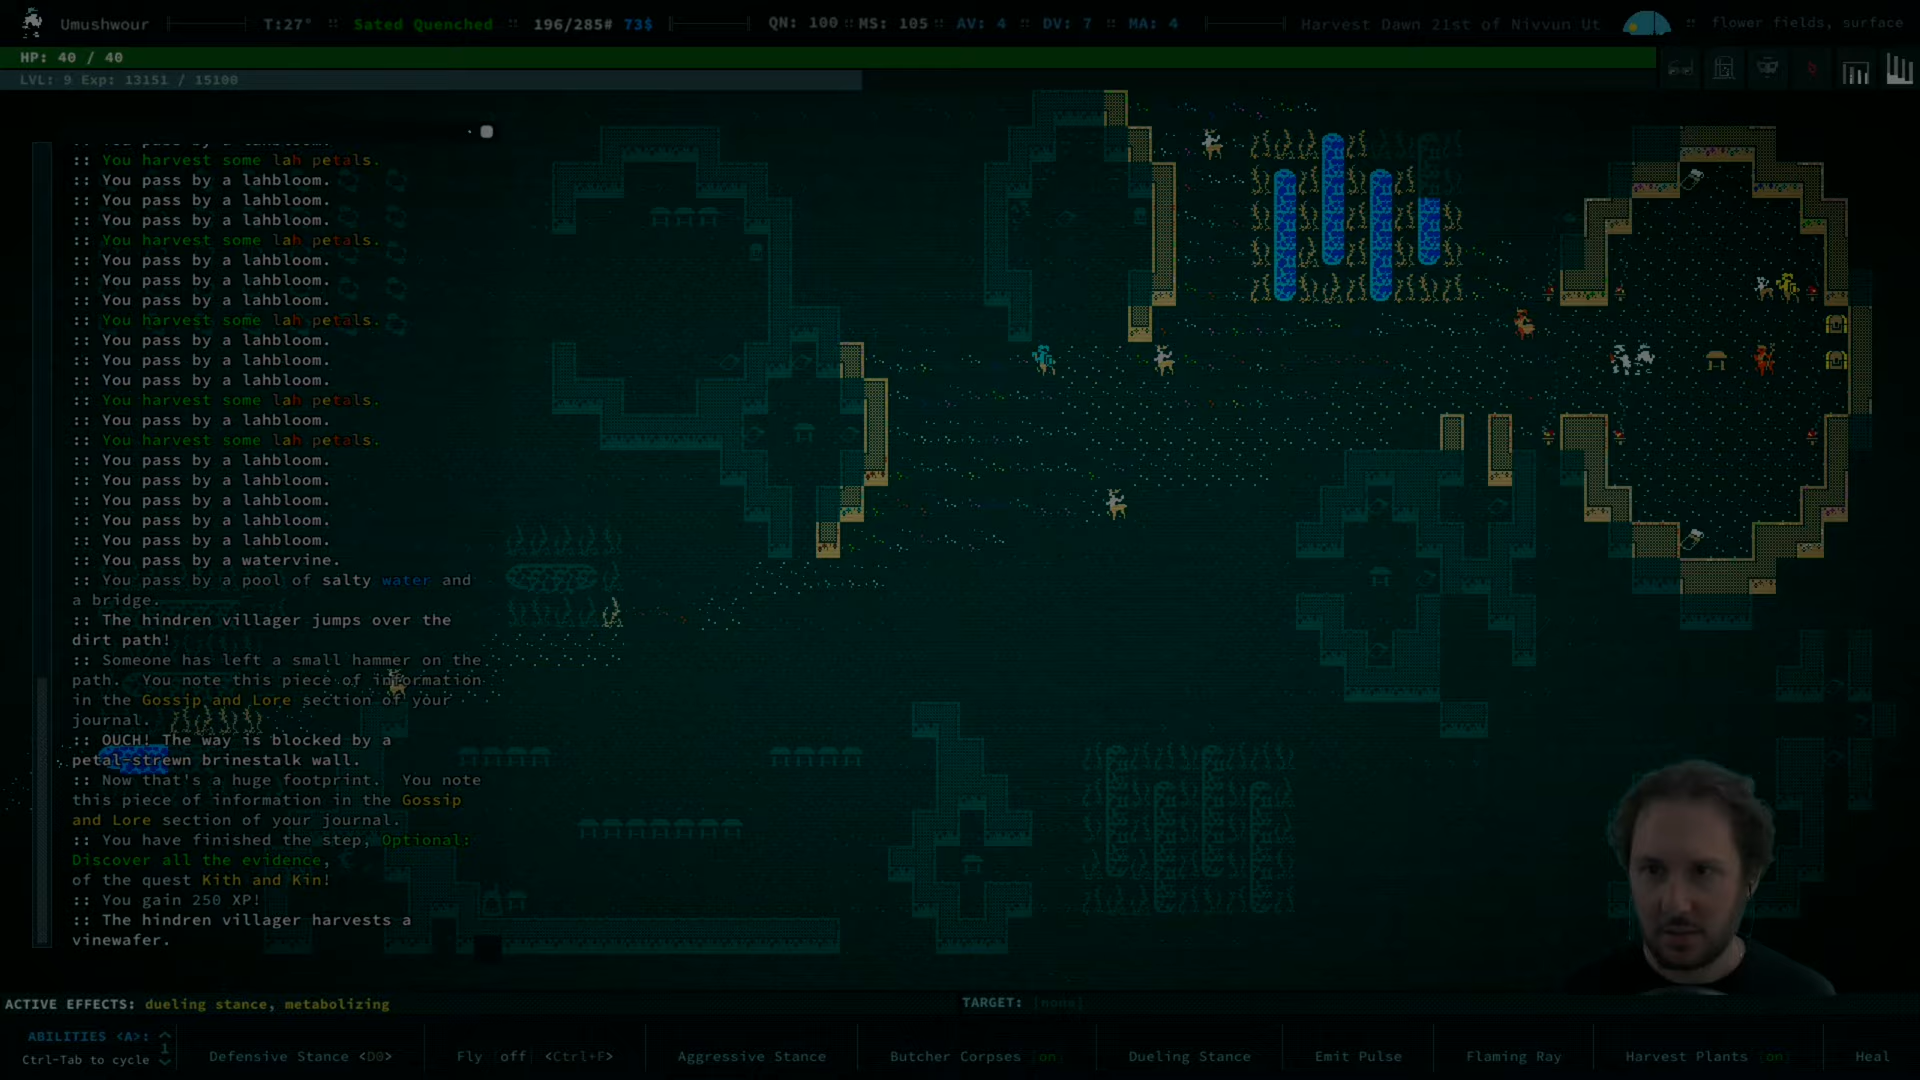 Umushwour T:27° :: Sated Quenched :: 196/285# 73$ QN: 100 :: MS: 105 :: AV: 4 :: DV: 7 :: MA: 4 Harvest Dawn 21st of Nivvun Ut :: flower fields, surface
HP: 40 / 40
LVL: 9 Exp: 13151 / 15100
:: You harvest some lah petals.
:: You pass by a lahbloom.
:: You pass by a lahbloom.
:: You pass by a lahbloom.
:: You harvest some lah petals.
:: You pass by a lahbloom.
:: You pass by a lahbloom.
:: You pass by a lahbloom.
:: You harvest some lah petals.
:: You pass by a lahbloom.
:: You pass by a lahbloom.
:: You pass by a lahbloom.
:: You harvest some lah petals.
:: You pass by a lahbloom.
:: You harvest some lah petals.
:: You pass by a lahbloom.
:: You pass by a lahbloom.
:: You pass by a lahbloom.
:: You pass by a lahbloom.
:: You pass by a lahbloom.
:: You pass by a watervine.
:: You pass by a pool of salty water and
a bridge.
:: The hindren villager jumps over the
dirt path!
:: Someone has left a small hammer on the
path. You note this piece of information
in the Gossip and Lore section of your
journal.
:: OUCH! The way is blocked by a
petal-strewn brinestalk wall.
:: Now that's a huge footprint. You note
this piece of information in the Gossip
and Lore section of your journal.
:: You have finished the step, Optional:
Discover all the evidence,
of the quest Kith and Kin!
:: You gain 250 XP!
:: The hindren villager harvests a
vinewafer.
ACTIVE EFFECTS: dueling stance, metabolizing TARGET: [none]
ABILITIES <A>:
Ctrl-Tab to cycle 1 Defensive Stance <D0> Fly [off] <Ctrl+F> Aggressive Stance Butcher Corpses [on] Dueling Stance Emit Pulse Flaming Ray Harvest Plants [on] Heal